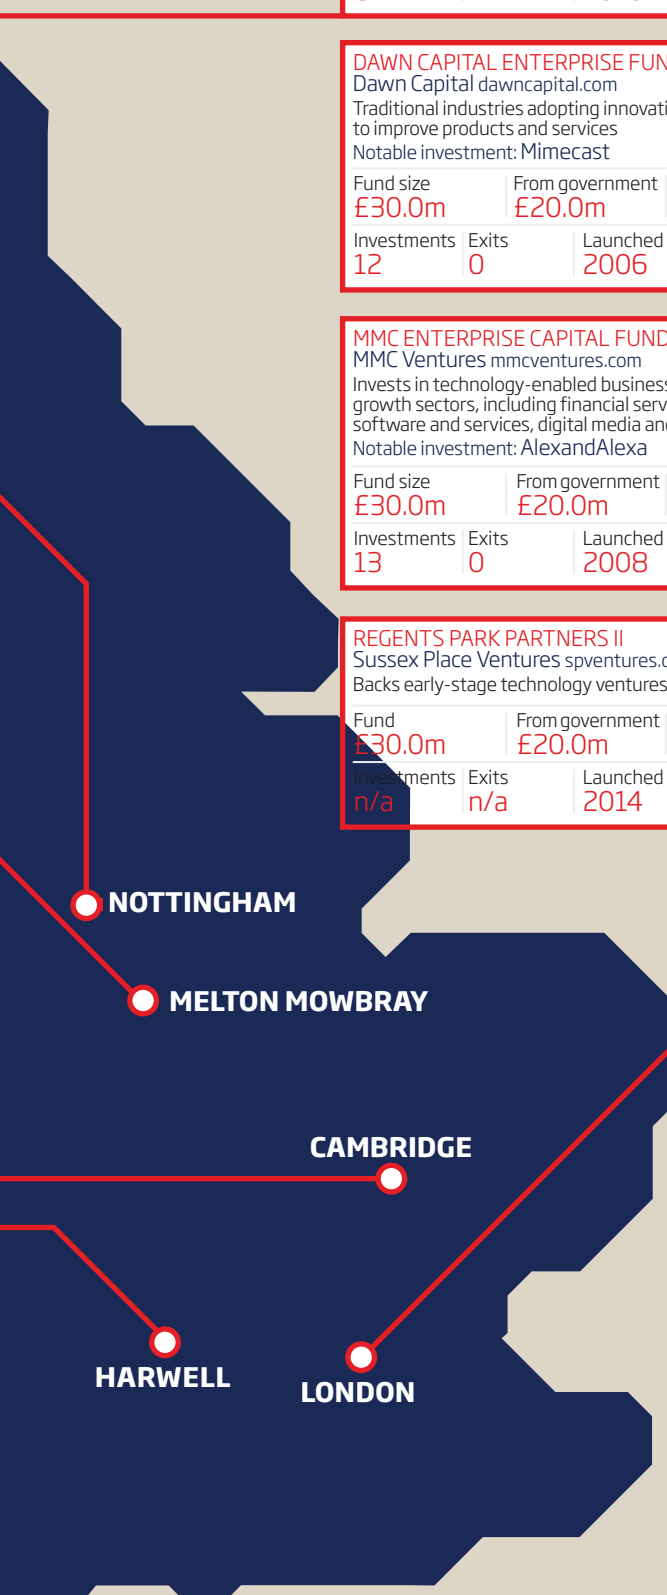 DAWN CAPITAL ENTERPRISE FUN
Dawn Capital dawncapital.com
Traditional industries adopting innovati
to improve products and services
Notable investment: Mimecast
Fund size From government
£30.0m £20.0m
Investments Exits Launched
12 0 2006
MMC ENTERPRISE CAPITAL FUND
MMC Ventures mmcventures.com
Invests in technology-enabled business
growth sectors, including financial serv
software and services, digital media an
Notable investment: AlexandAlexa
Fund size From government
£30.0m £20.0m
Investments Exits Launched
13 0 2008
REGENTS PARK PARTNERS II
Sussex Place Ventures spventures.c
Backs early-stage technology ventures
Fund From government
£30.0m £20.0m
Investments Exits Launched
n/a n/a 2014
NOTTINGHAM
MELTON MOWBRAY
CAMBRIDGE
HARWELL
LONDON